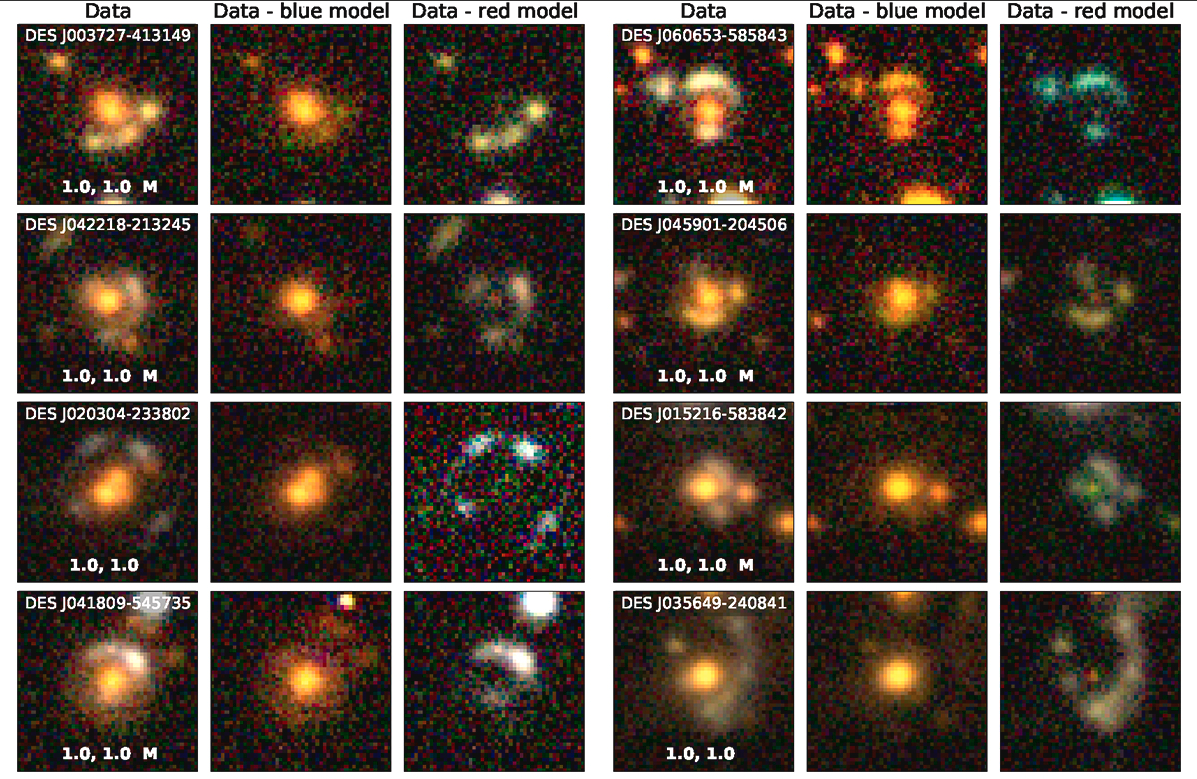 Data Data - blue model Data - red model Data Data - blue model Data - red model
DES J003727-413149 DES J060653-585843
1.0, 1.0 M 1.0, 1.0 M
DES J042218-213245 DES J045901-204506
1.0, 1.0 M 1.0, 1.0 M
DES J020304-233802 DES J015216-583842
1.0, 1.0 1.0, 1.0 M
DES J041809-545735 DES J035649-240841
1.0, 1.0 M 1.0, 1.0